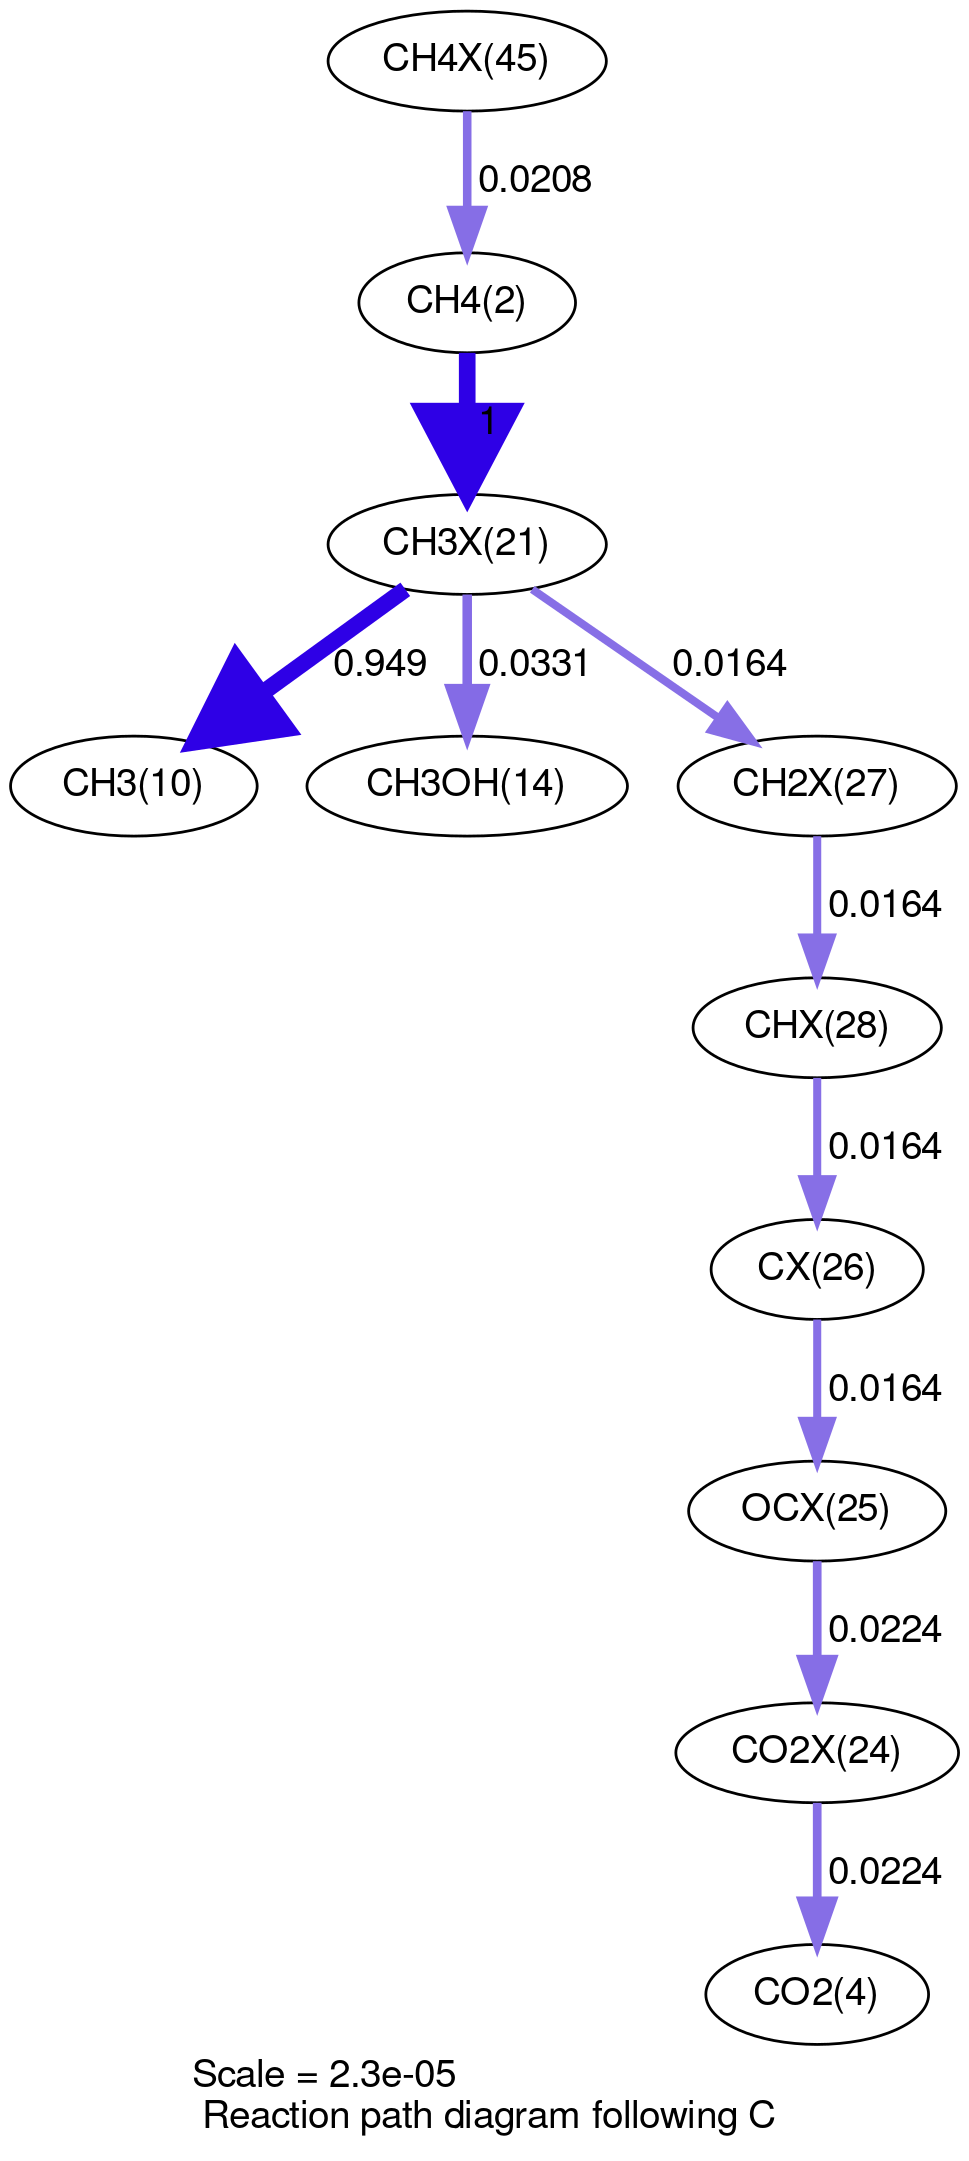 CH4X(45)
0.0208
CH4(2)
1
CH3X(21)
0.949
0.0331
0.0164
CH3(10)
CH3OH(14)
CH2X(27)
0.0164
CHX(28)
0.0164
CX(26)
0.0164
OCX(25)
0.0224
CO2X(24)
0.0224
CO2(4)
Scale = 2.3e-05
Reaction path diagram following C